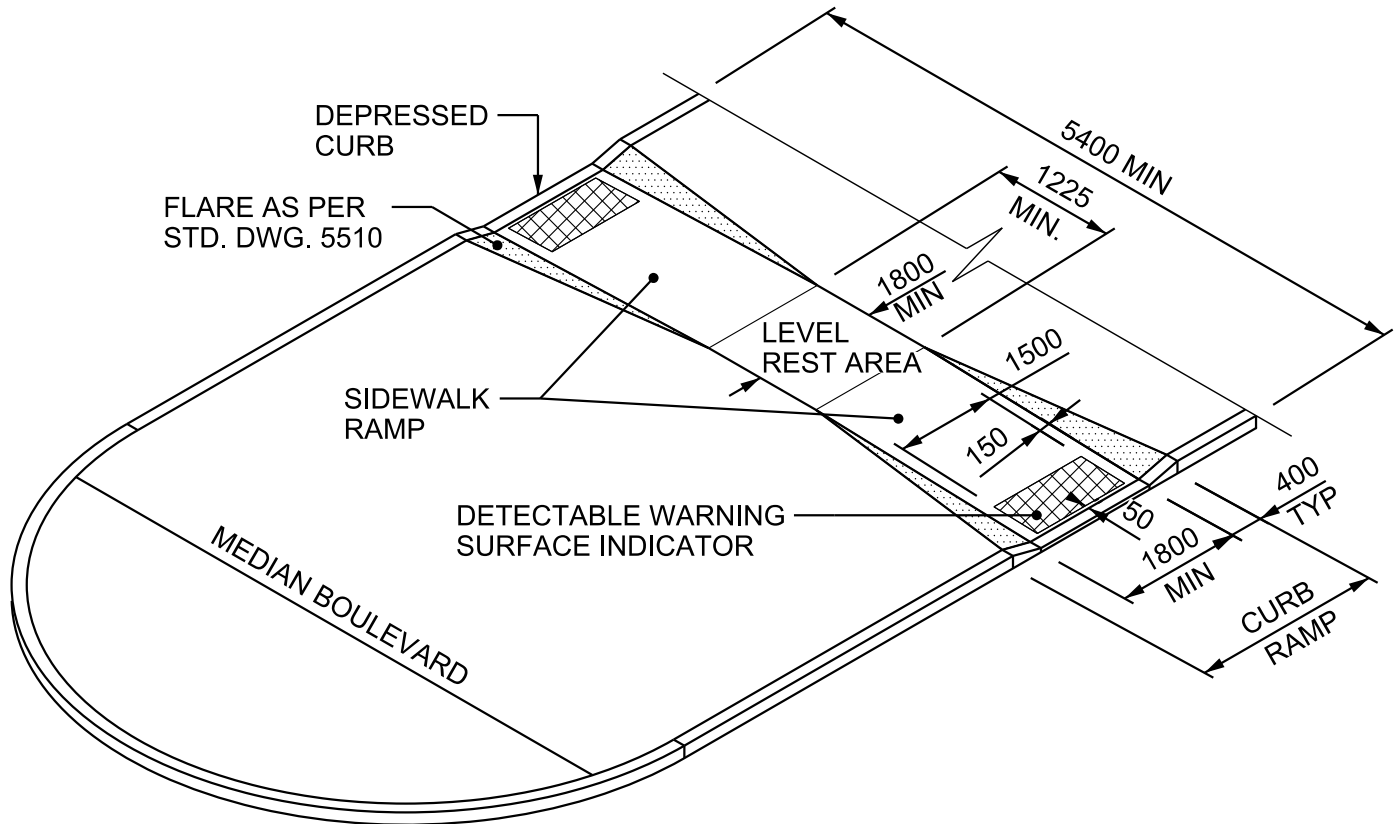 5400 MIN
DEPRESSED
CURB
1225
MIN.
FLARE AS PER
STD. DWG. 5510
1800
MIN
LEVEL
REST AREA
1500
SIDEWALK
RAMP
150
400
TYP
DETECTABLE WARNING
SURFACE INDICATOR
50
1800
MIN
MEDIAN BOULEVARD
CURB
RAMP